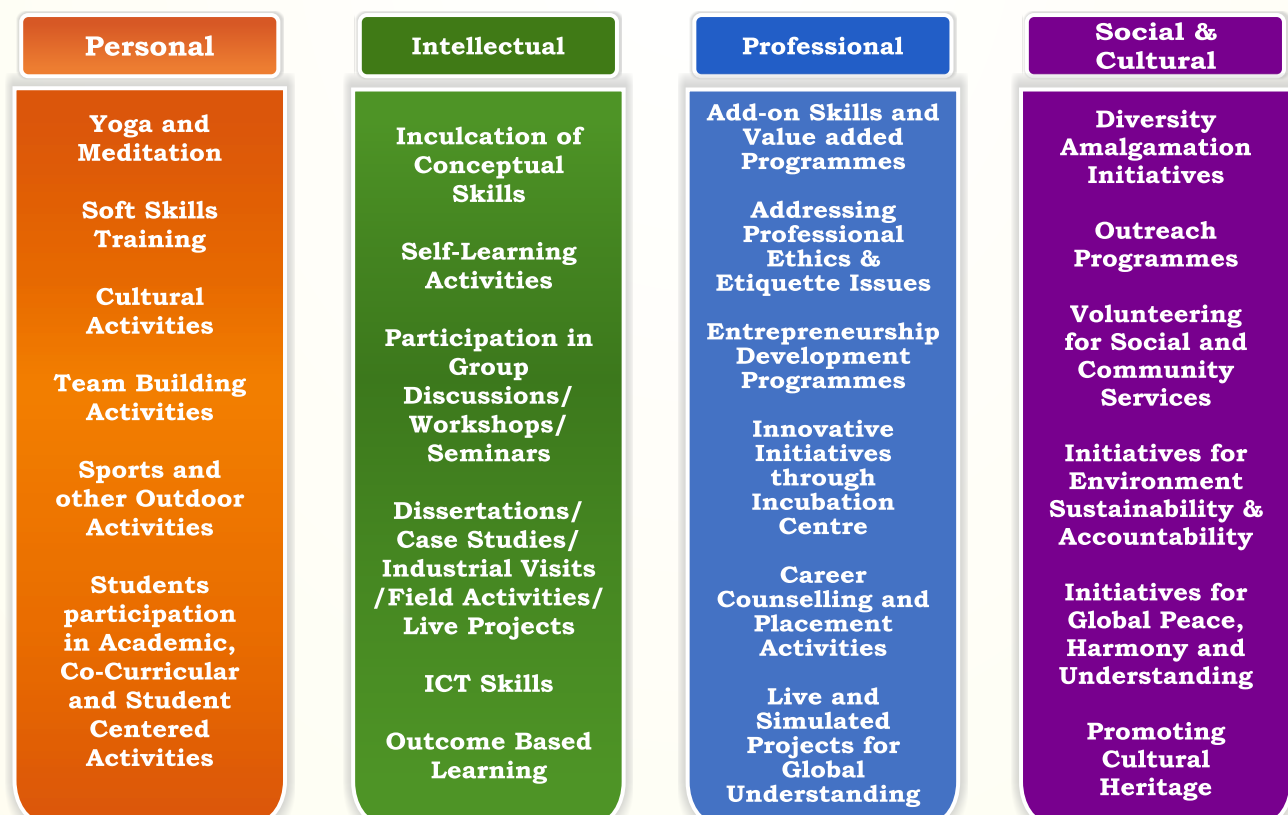 Personal
Yoga and
Meditation
Soft Skills
Training
Cultural
Activities
Team Building
Activities
Sports and
other Outdoor
Activities
Students
participation
in Academic,
Co-Curricular
and Student
Centered
Activities
Intellectual
Inculcation of
Conceptual
Skills
Self-Learning
Activities
Participation in
Group
Discussions/
Workshops/
Seminars
Dissertations/
Case Studies/
Industrial Visits
/Field Activities/
Live Projects
ICT Skills
Outcome Based
Learning
Professional
Add-on Skills and
Value added
Programmes
Addressing
Professional
Ethics &
Etiquette Issues
Entrepreneurship
Development
Programmes
Innovative
Initiatives
through
Incubation
Centre
Career
Counselling and
Placement
Activities
Live and
Simulated
Projects for
Global
Understanding
Social &
Cultural
Diversity
Amalgamation
Initiatives
Outreach
Programmes
Volunteering
for Social and
Community
Services
Initiatives for
Environment
Sustainability &
Accountability
Initiatives for
Global Peace,
Harmony and
Understanding
Promoting
Cultural
Heritage